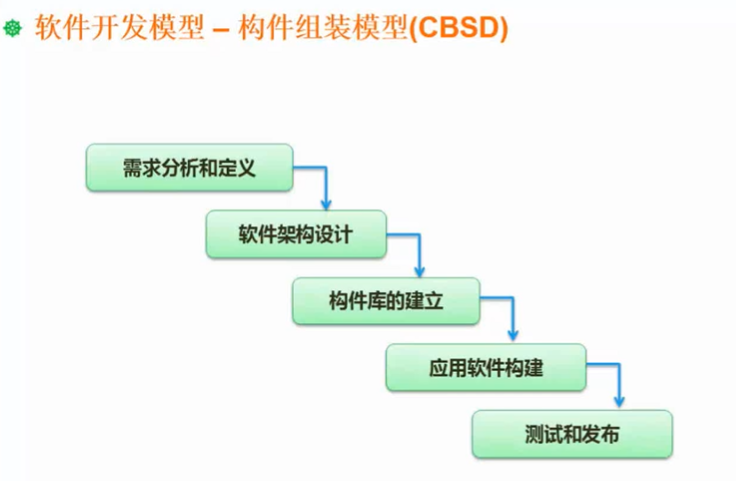 软件开发模型 – 构件组装模型(CBSD)
需求分析和定义
软件架构设计
构件库的建立
应用软件构建
测试和发布